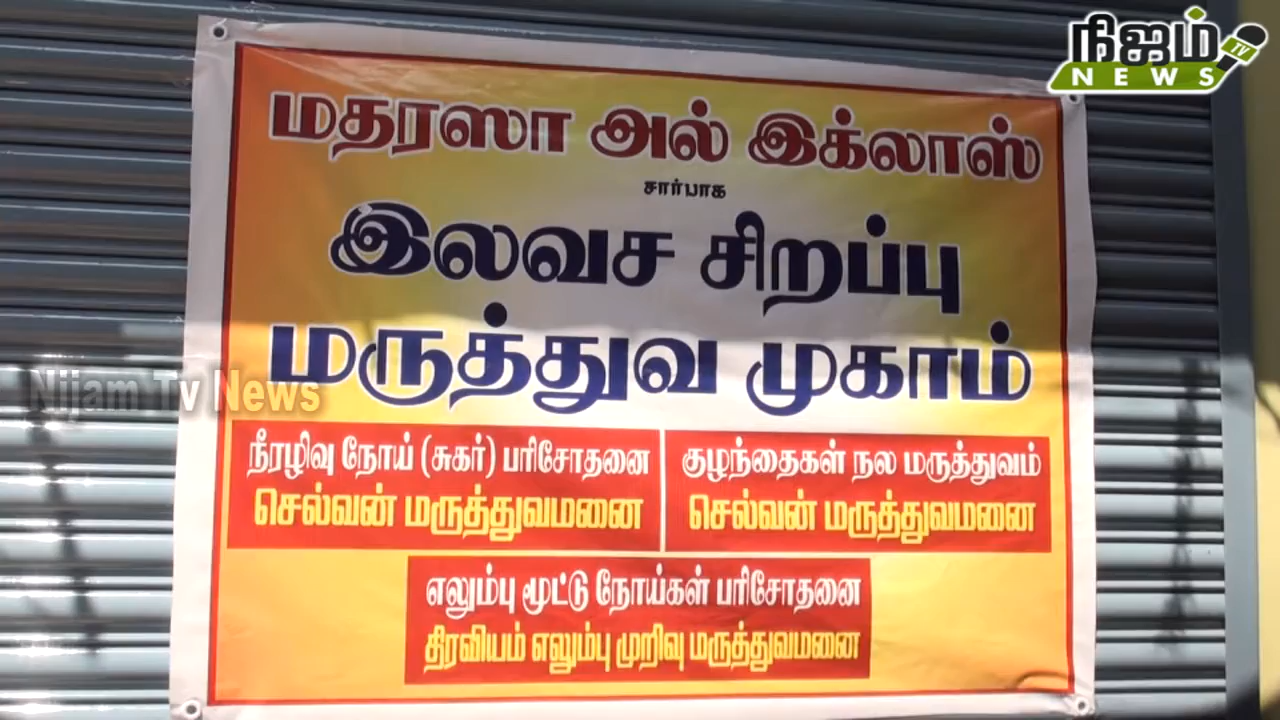 நிஜம் TV
NEWS
மதரஸா அல் இக்லாஸ்
சார்பாக
இலவச சிறப்பு
மருத்துவ முகாம்
Nijam Tv News
நீரழிவு நோய் (சுகர்) பரிசோதனை
செல்வன் மருத்துவமனை
குழந்தைகள் நல மருத்துவம்
செல்வன் மருத்துவமனை
எலும்பு மூட்டு நோய்கள் பரிசோதனை
திரவியம் எலும்பு முறிவு மருத்துவமனை